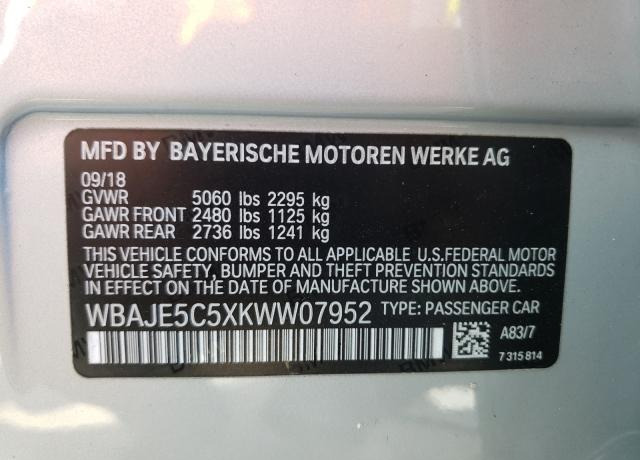 MFD BY BAYERISCHE MOTOREN WERKE AG
09/18
GVWR 5060 lbs 2295 kg
GAWR FRONT 2480 lbs 1125 kg
GAWR REAR 2736 lbs 1241 kg
THIS VEHICLE CONFORMS TO ALL APPLICABLE U.S.FEDERAL MOTOR
VEHICLE SAFETY, BUMPER AND THEFT PREVENTION STANDARDS
IN EFFECT ON THE DATE OF MANUFACTURE SHOWN ABOVE.
WBAJE5C5XKWW07952 TYPE: PASSENGER CAR
A83/7
7 315 814